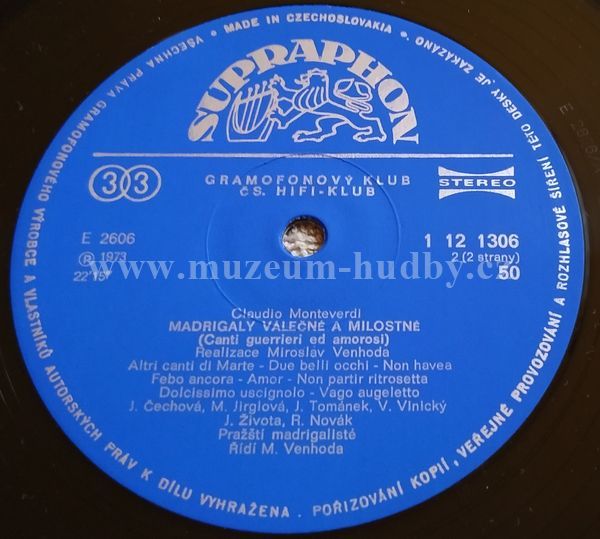 VŠECHNA PRÁVA GRAMOFONOVÉHO VÝROBCE A VLASTNÍKŮ AUTORSKÝCH PRÁV K DÍLU VYHRAŽENA . POŘIZOVÁNÍ KOPIÍ, VEŘEJNÉ PROVOZOVÁNÍ A ROZHLASOVÉ ŠÍŘENÍ TÉTO DESKY JE ZAKÁZÁNO
• MADE IN CZECHOSLOVAKIA •
SUPRAPHON
33
GRAMOFONOVÝ KLUB
ČS. HIFI-KLUB
STEREO
E 2606
℗ 1973
22'15"
1 12 1306
2 (2 strany)
50
www.muzeum-hudby.cz
Claudio Monteverdi
MADRIGALY VÁLEČNÉ A MILOSTNÉ
(Canti guerrieri ed amorosi)
Realizace Miroslav Venhoda
Altri canti di Marte - Due belli occhi - Non havea
Febo ancora - Amor - Non partir ritrosetta
Dolcissimo uscignolo - Vago augeletto
J. Čechová, M. Jirglová, J. Tománek, V. Vlnický
J. Života, R. Novák
Pražští madrigalisté
Řídí M. Venhoda